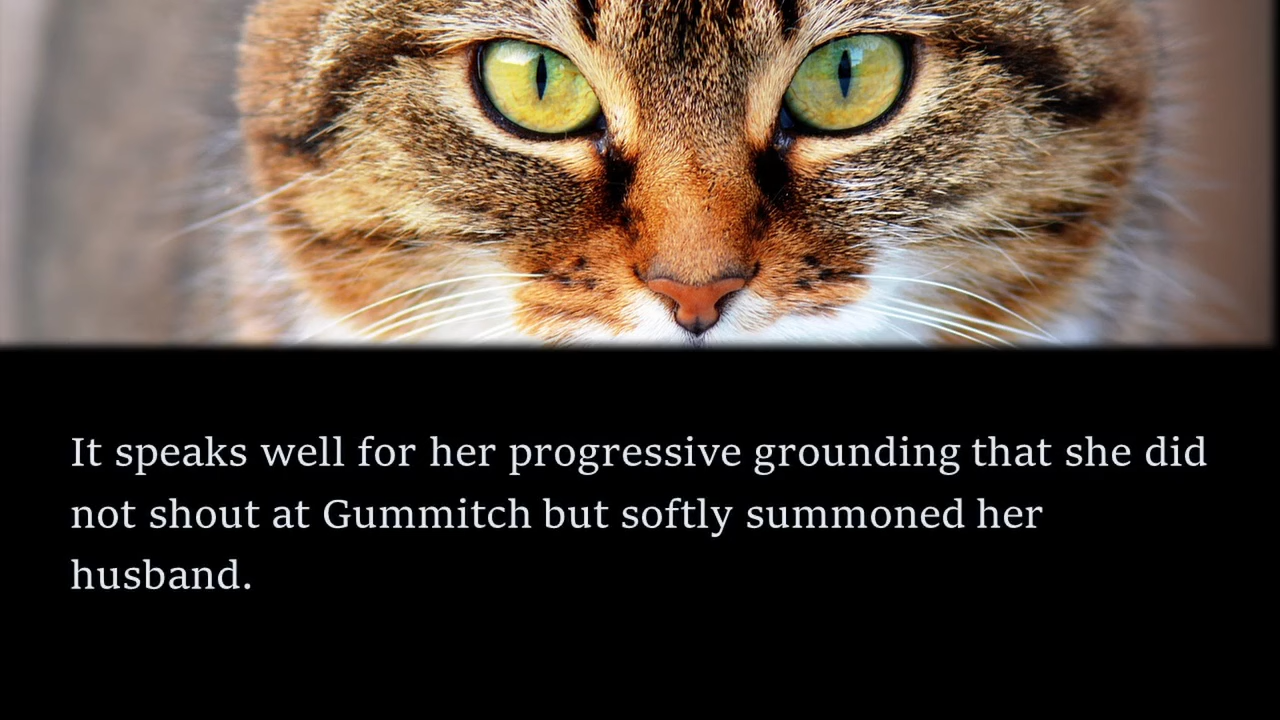 It speaks well for her progressive grounding that she did
not shout at Gummitch but softly summoned her
husband.